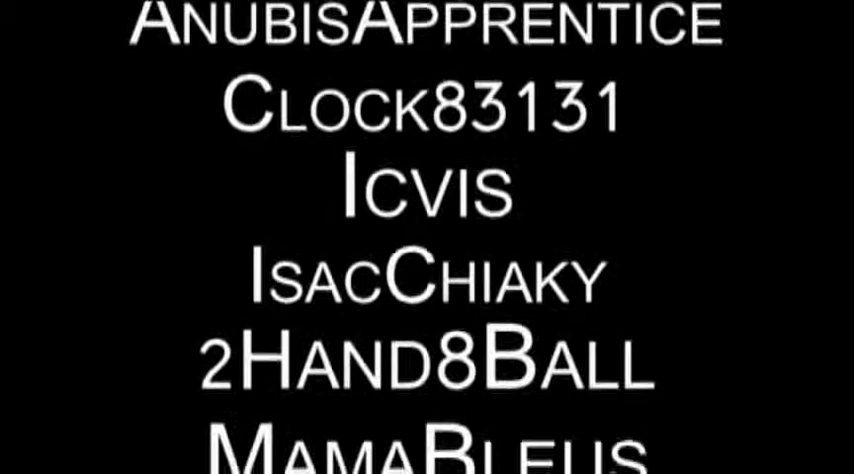 AnubisApprentice
Clock83131
Icvis
IsacChiaky
2Hand8Ball
MamaBleus